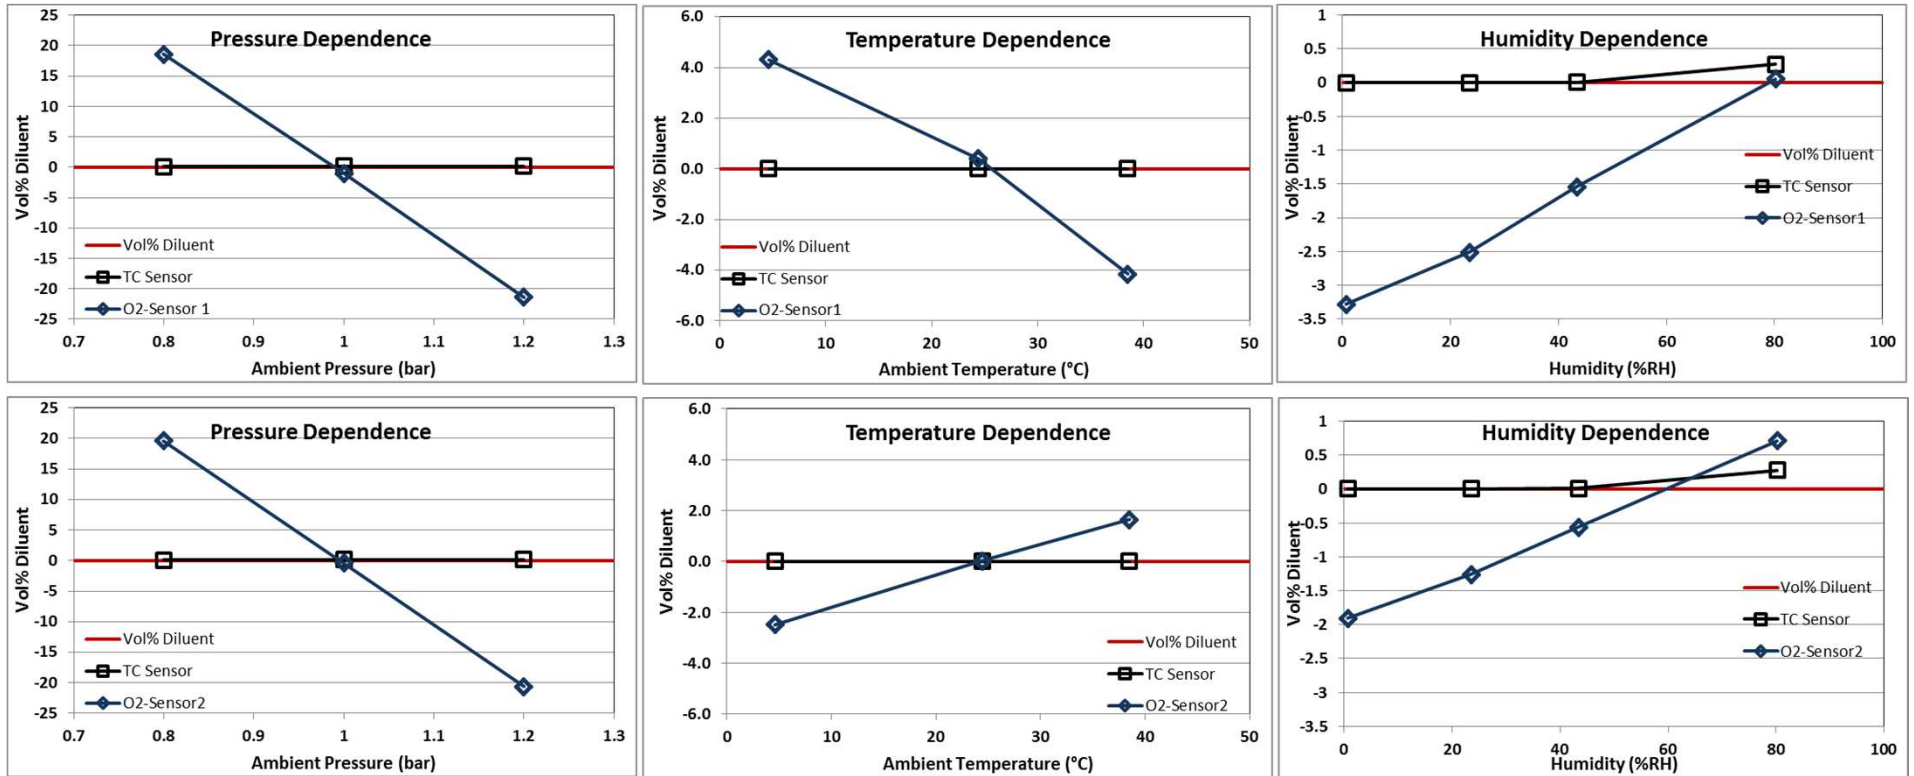 Pressure Dependence
25
20
15
10
5
0
-5
-10
-15
-20
-25
Vol% Diluent
Vol% Diluent
TC Sensor
O2-Sensor 1
0.7 0.8 0.9 1 1.1 1.2 1.3
Ambient Pressure (bar)
Temperature Dependence
6.0
4.0
2.0
0.0
-2.0
-4.0
-6.0
Vol% Diluent
Vol% Diluent
TC Sensor
O2-Sensor1
0 10 20 30 40 50
Ambient Temperature (°C)
Humidity Dependence
1
0.5
0
-0.5
-1
-1.5
-2
-2.5
-3
-3.5
Vol% Diluent
Vol% Diluent
TC Sensor
O2-Sensor1
0 20 40 60 80 100
Humidity (%RH)
Pressure Dependence
25
20
15
10
5
0
-5
-10
-15
-20
-25
Vol% Diluent
Vol% Diluent
TC Sensor
O2-Sensor2
0.7 0.8 0.9 1 1.1 1.2 1.3
Ambient Pressure (bar)
Temperature Dependence
6.0
4.0
2.0
0.0
-2.0
-4.0
-6.0
Vol% Diluent
Vol% Diluent
TC Sensor
O2-Sensor2
0 10 20 30 40 50
Ambient Temperature (°C)
Humidity Dependence
1
0.5
0
-0.5
-1
-1.5
-2
-2.5
-3
-3.5
Vol% Diluent
Vol% Diluent
TC Sensor
O2-Sensor2
0 20 40 60 80 100
Humidity (%RH)